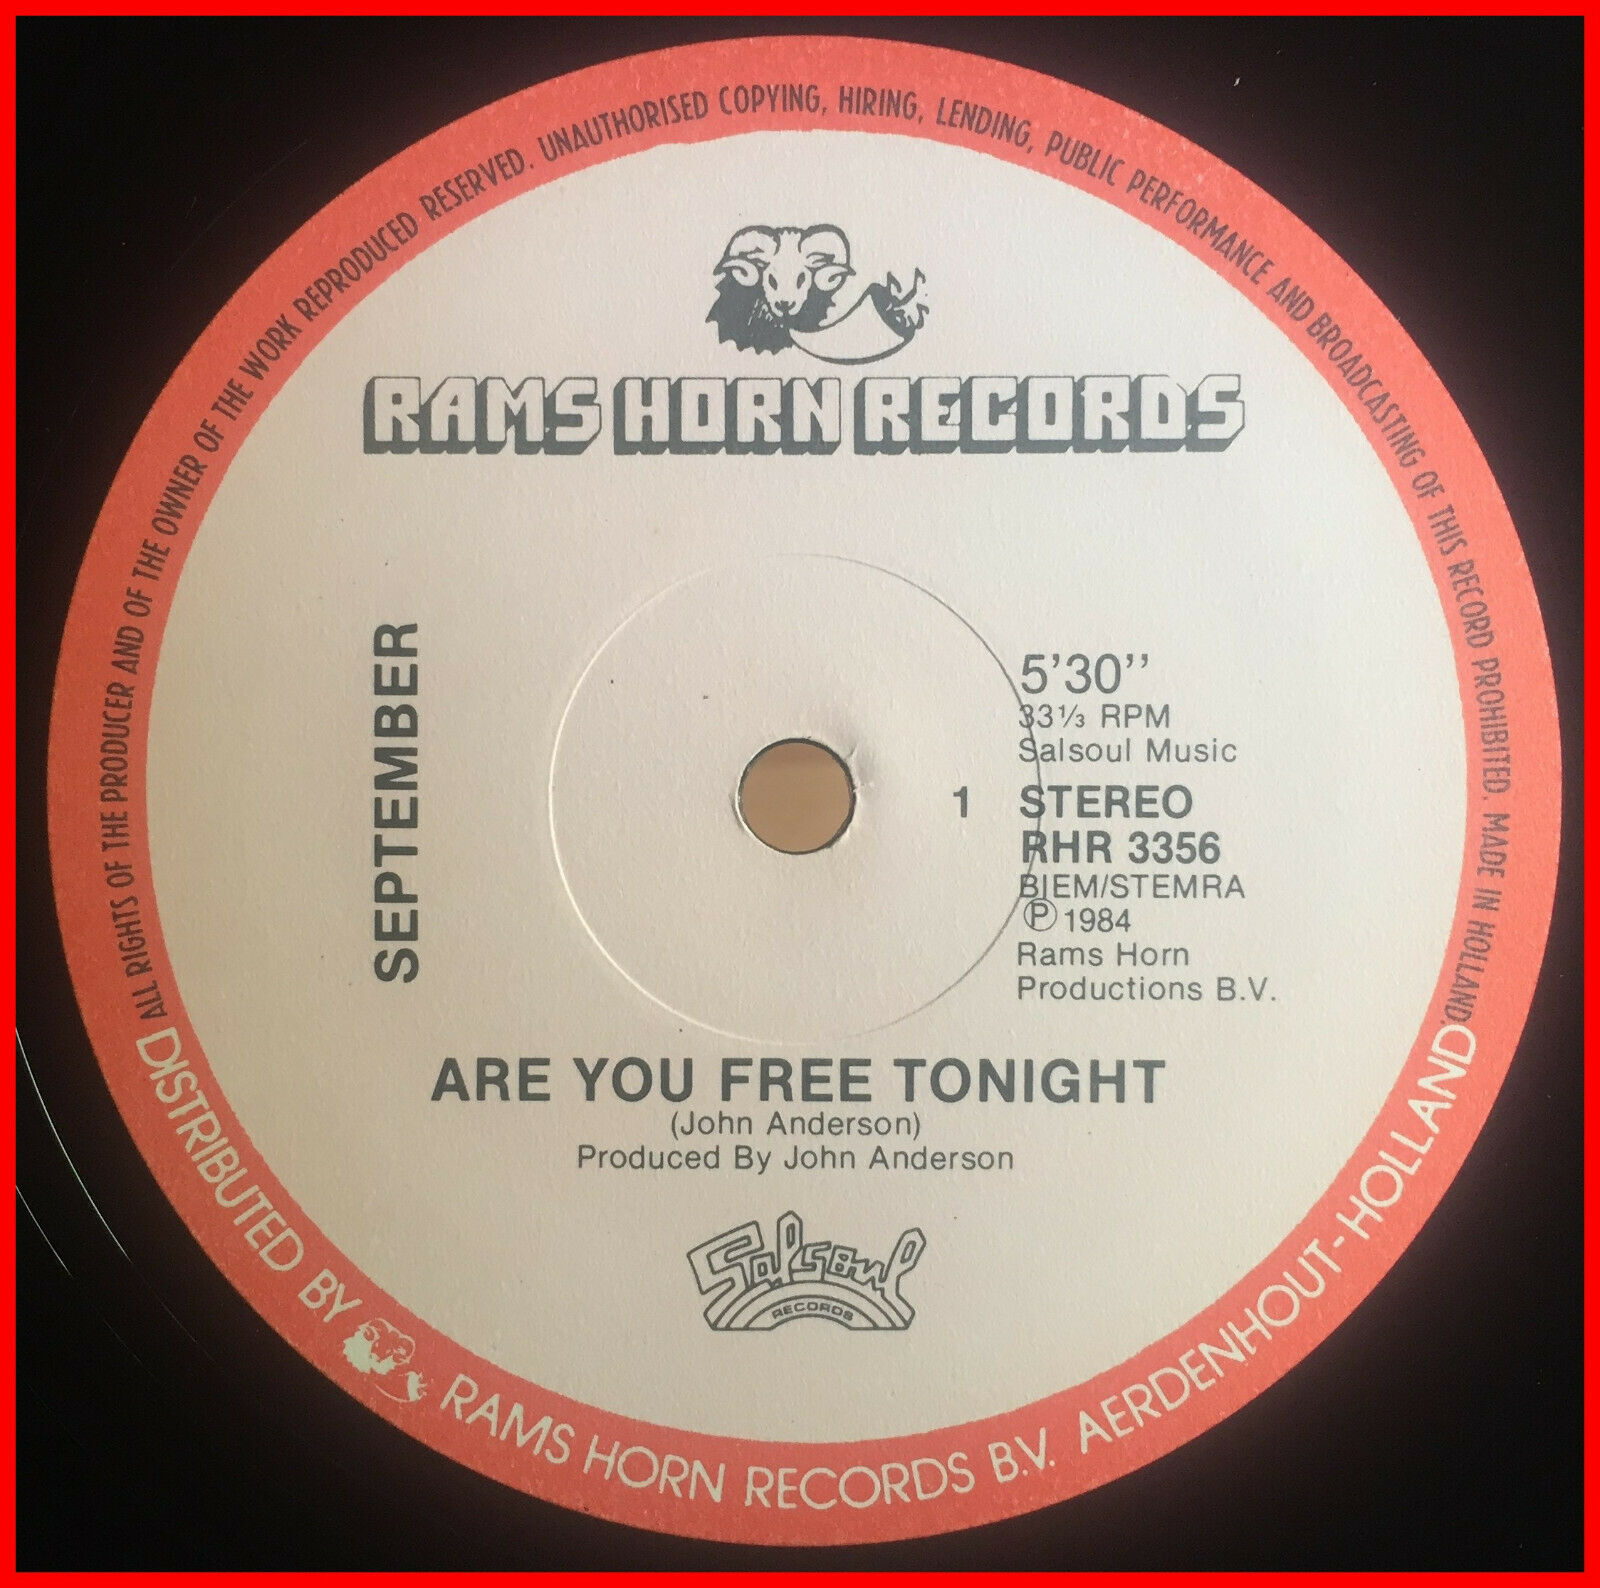 ALL RIGHTS OF THE PRODUCER AND OF THE OWNER OF THE WORK REPRODUCED RESERVED. UNAUTHORISED COPYING, HIRING, LENDING, PUBLIC PERFORMANCE AND BROADCASTING OF THIS RECORD PROHIBITED. MADE IN HOLLAND.
RAMS HORN RECORDS
SEPTEMBER
5'30''
33⅓ RPM
Salsoul Music
1 STEREO
RHR 3356
BIEM/STEMRA
Ⓟ 1984
Rams Horn
Productions B.V.
ARE YOU FREE TONIGHT
(John Anderson)
Produced By John Anderson
Salsoul
RECORDS
DISTRIBUTED BY RAMS HORN RECORDS B.V. AERDENHOUT-HOLLAND